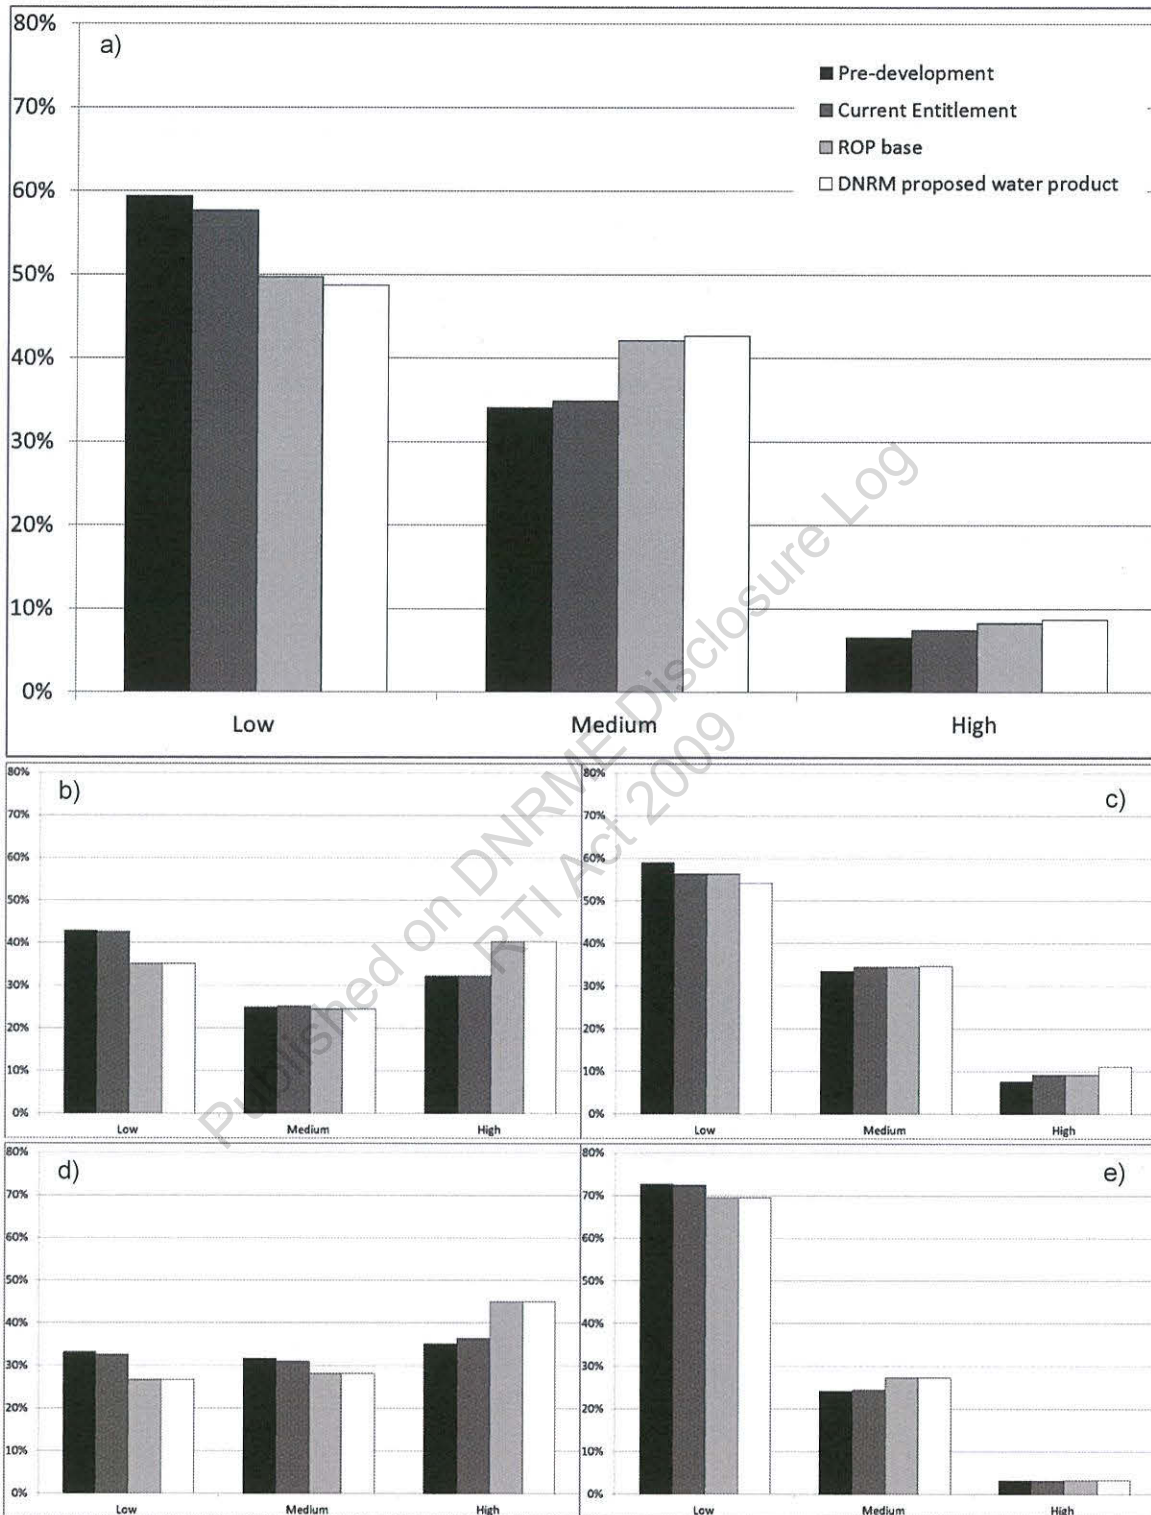 80%
a)
70%
60%
50%
40%
30%
20%
10%
0%
Pre-development
Current Entitlement
ROP base
DNRM proposed water product
Low Medium High
Published on DNRME Disclosure Log
RTI Act 2009
80%
b)
70%
60%
50%
40%
30%
20%
10%
0%
Low Medium High
80%
c)
70%
60%
50%
40%
30%
20%
10%
0%
Low Medium High
80%
d)
70%
60%
50%
40%
30%
20%
10%
0%
Low Medium High
80%
e)
70%
60%
50%
40%
30%
20%
10%
0%
Low Medium High